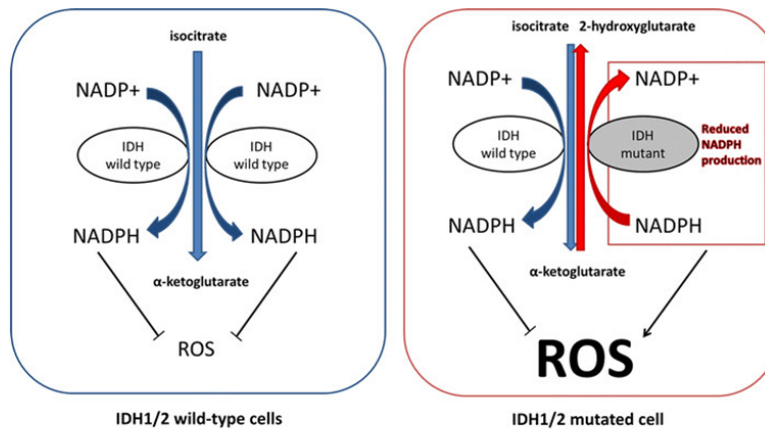 isocitrate
NADP+
NADP+
IDH
wild type
IDH
wild type
NADPH
NADPH
α-ketoglutarate
ROS
IDH1/2 wild-type cells
isocitrate
2-hydroxyglutarate
NADP+
NADP+
IDH
wild type
IDH
mutant
Reduced
NADPH
production
NADPH
NADPH
α-ketoglutarate
ROS
IDH1/2 mutated cell